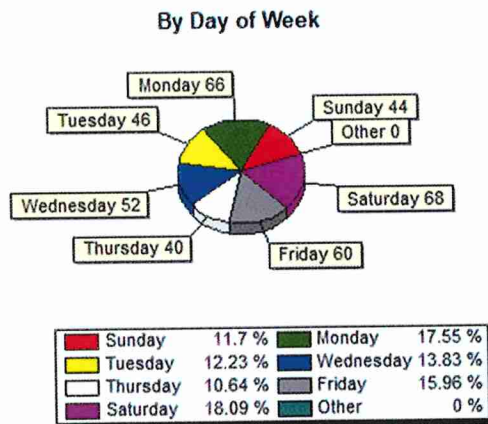 By Day of Week
Monday 66
Sunday 44
Tuesday 46
Other 0
Wednesday 52
Saturday 68
Thursday 40
Friday 60
Sunday 11.7 % Monday 17.55 %
Tuesday 12.23 % Wednesday 13.83 %
Thursday 10.64 % Friday 15.96 %
Saturday 18.09 % Other 0 %